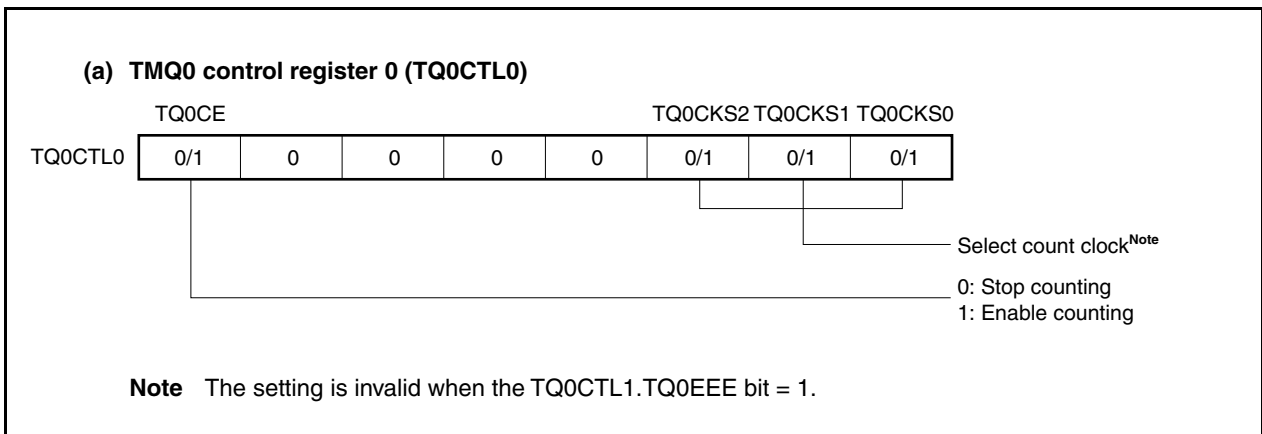 (a) TMQ0 control register 0 (TQ0CTL0)
TQ0CE TQ0CKS2 TQ0CKS1 TQ0CKS0
TQ0CTL0 0/1 0 0 0 0 0/1 0/1 0/1
Select count clockNote
0: Stop counting
1: Enable counting
Note The setting is invalid when the TQ0CTL1.TQ0EEE bit = 1.